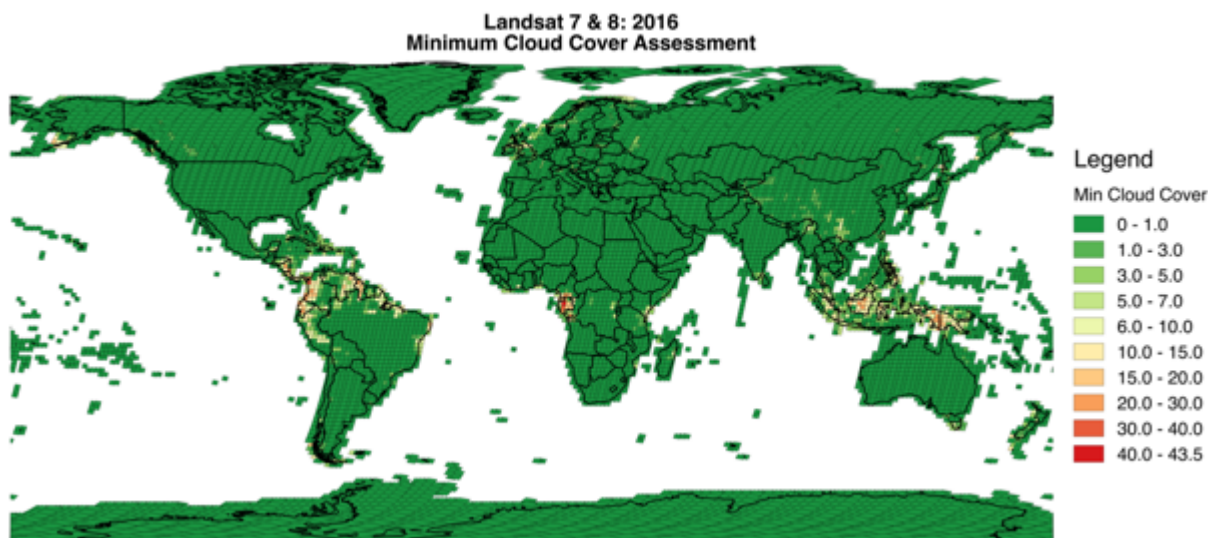 Landsat 7 & 8: 2016
Minimum Cloud Cover Assessment
Legend
Min Cloud Cover
0 - 1.0
1.0 - 3.0
3.0 - 5.0
5.0 - 7.0
6.0 - 10.0
10.0 - 15.0
15.0 - 20.0
20.0 - 30.0
30.0 - 40.0
40.0 - 43.5